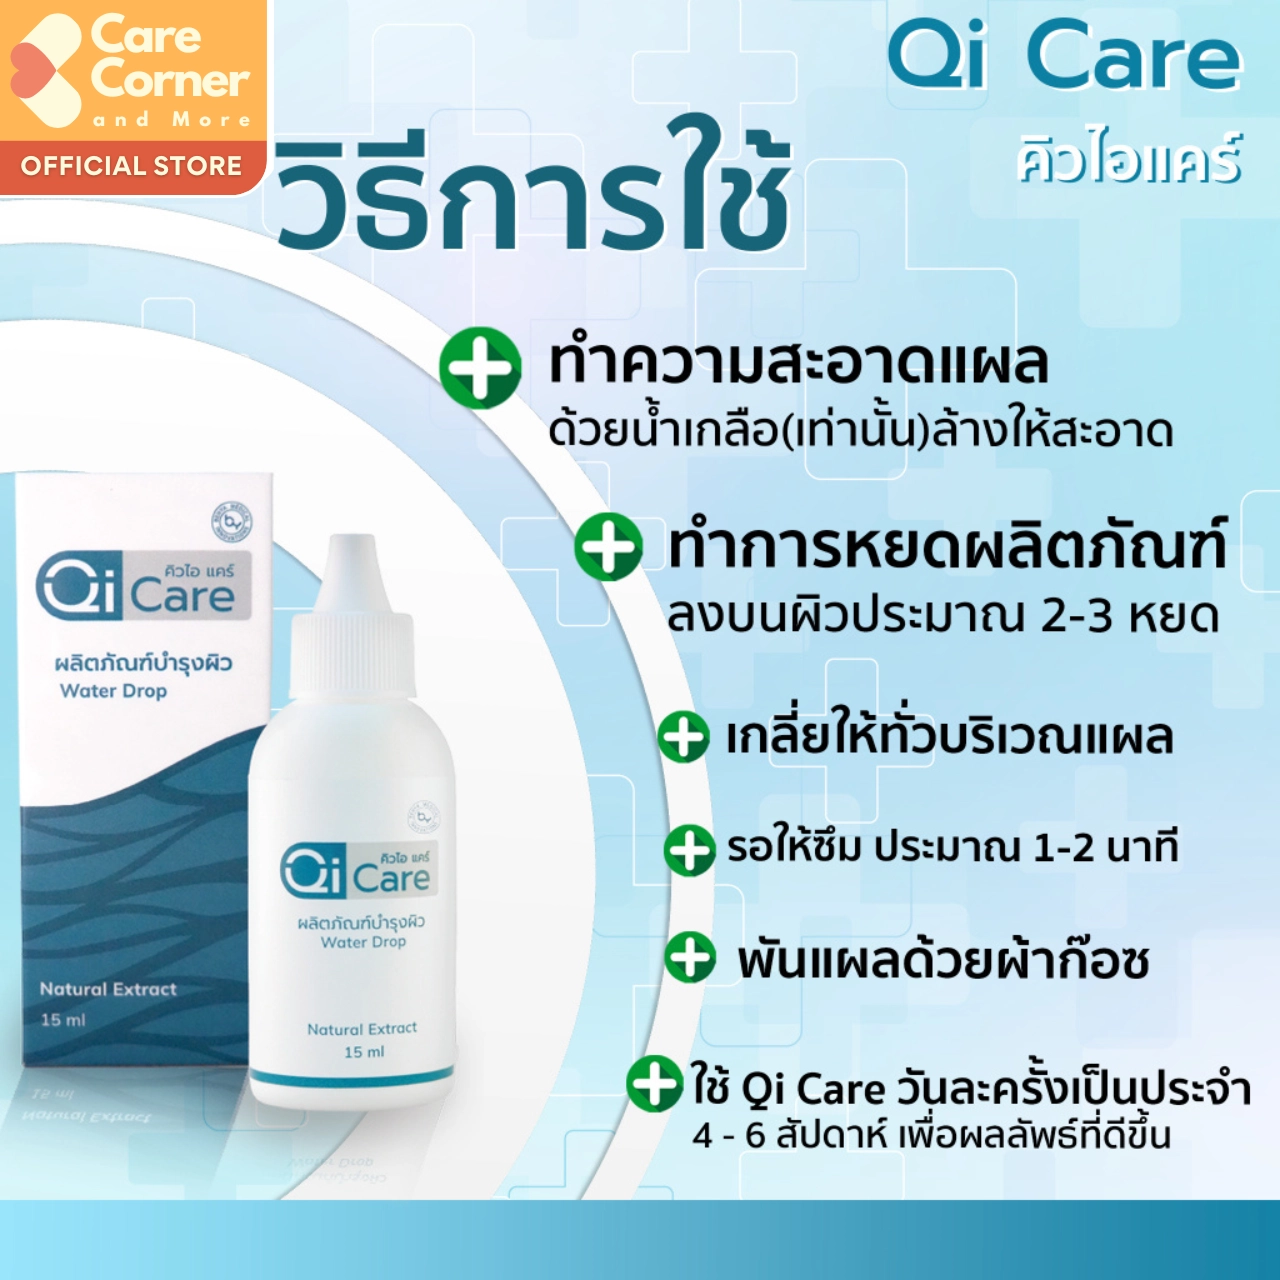 Care
Corner
and More
OFFICIAL STORE
Qi Care
คิวไอแคร์
วิธีการใช้
ทำความสะอาดแผล
ด้วยน้ำเกลือ(เท่านั้น)ล้างให้สะอาด
ทำการหยดผลิตภัณฑ์
ลงบนผิวประมาณ 2-3 หยด
เกลี่ยให้ทั่วบริเวณแผล
รอให้ซึม ประมาณ 1-2 นาที
พันแผลด้วยผ้าก๊อซ
ใช้ Qi Care วันละครั้งเป็นประจำ
4 - 6 สัปดาห์ เพื่อผลลัพธ์ที่ดีขึ้น
คิวไอ แคร์
Qi Care
ผลิตภัณฑ์บำรุงผิว
Water Drop
Natural Extract
15 ml
คิวไอ แคร์
Qi Care
ผลิตภัณฑ์บำรุงผิว
Water Drop
Natural Extract
15 ml